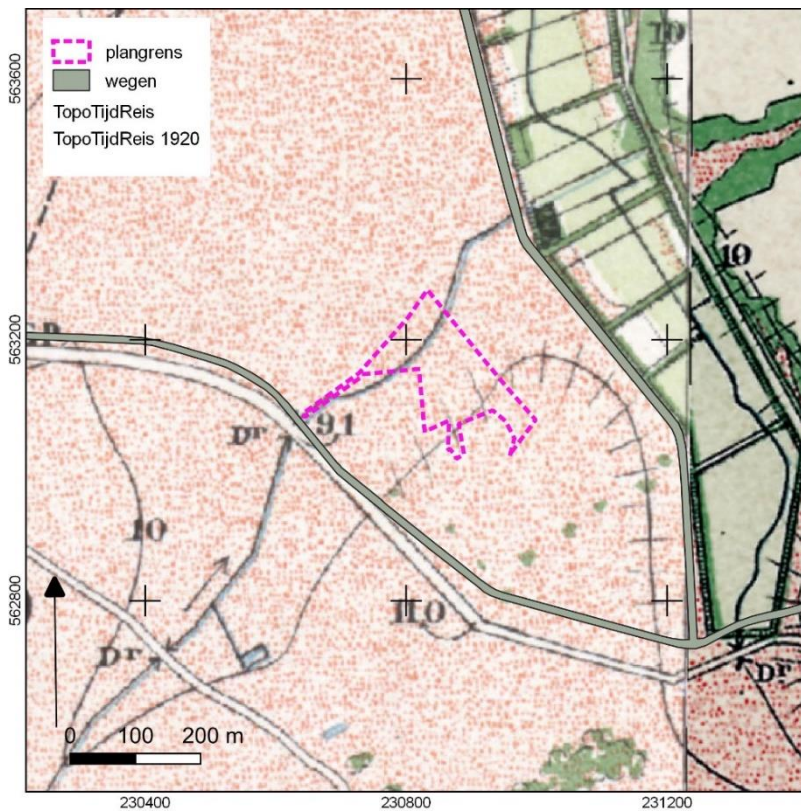 plangrens
wegen
TopoTijdReis
TopoTijdReis 1920
10
10
9,1
Dr
10
11,0
Dr
Dr
0 100 200 m
563600
563200
562800
230400 230800 231200